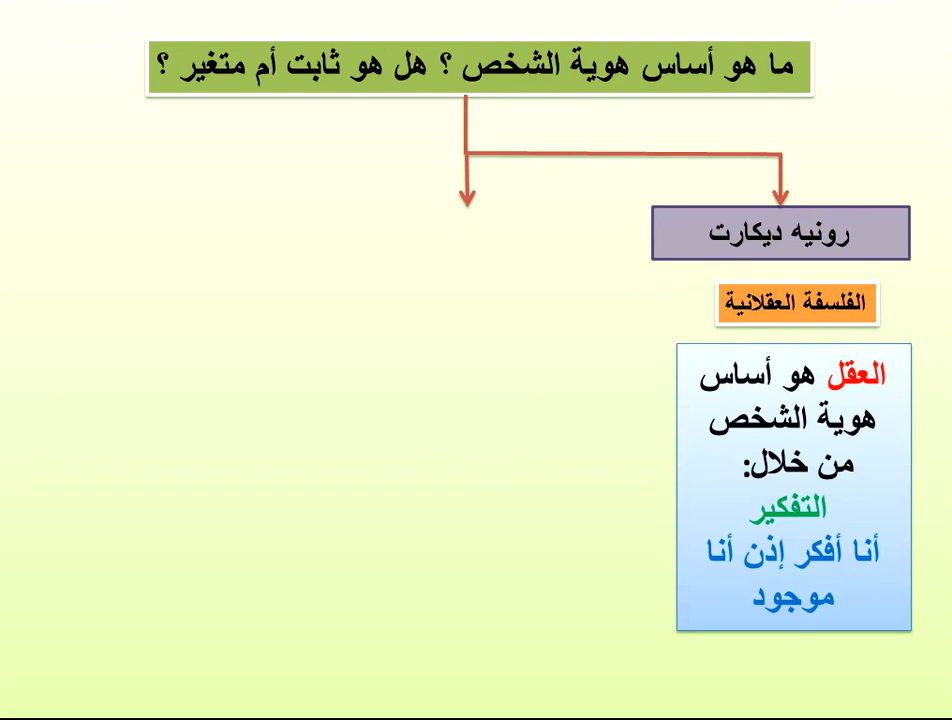 ما هو أساس هوية الشخص ؟ هل هو ثابت أم متغير ؟
رونيه ديكارت
الفلسفة العقلانية
العقل هو أساس
هوية الشخص
من خلال:
التفكير
أنا أفكر إذن أنا
موجود